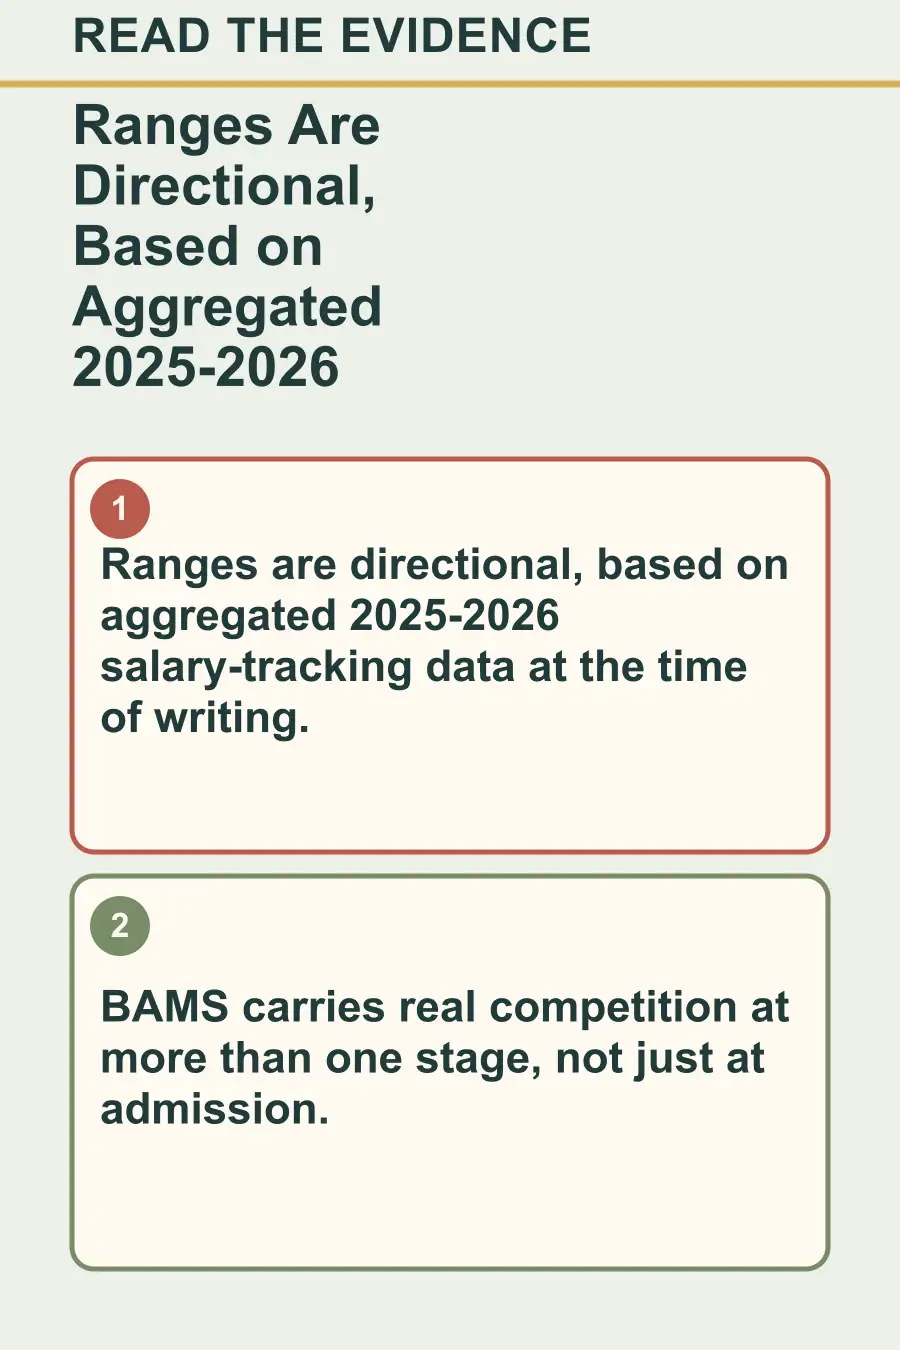 READ THE EVIDENCE
Ranges Are
Directional,
Based on
Aggregated
2025-2026
1
Ranges are directional, based on
aggregated 2025-2026
salary-tracking data at the time
of writing.
2
BAMS carries real competition at
more than one stage, not just at
admission.